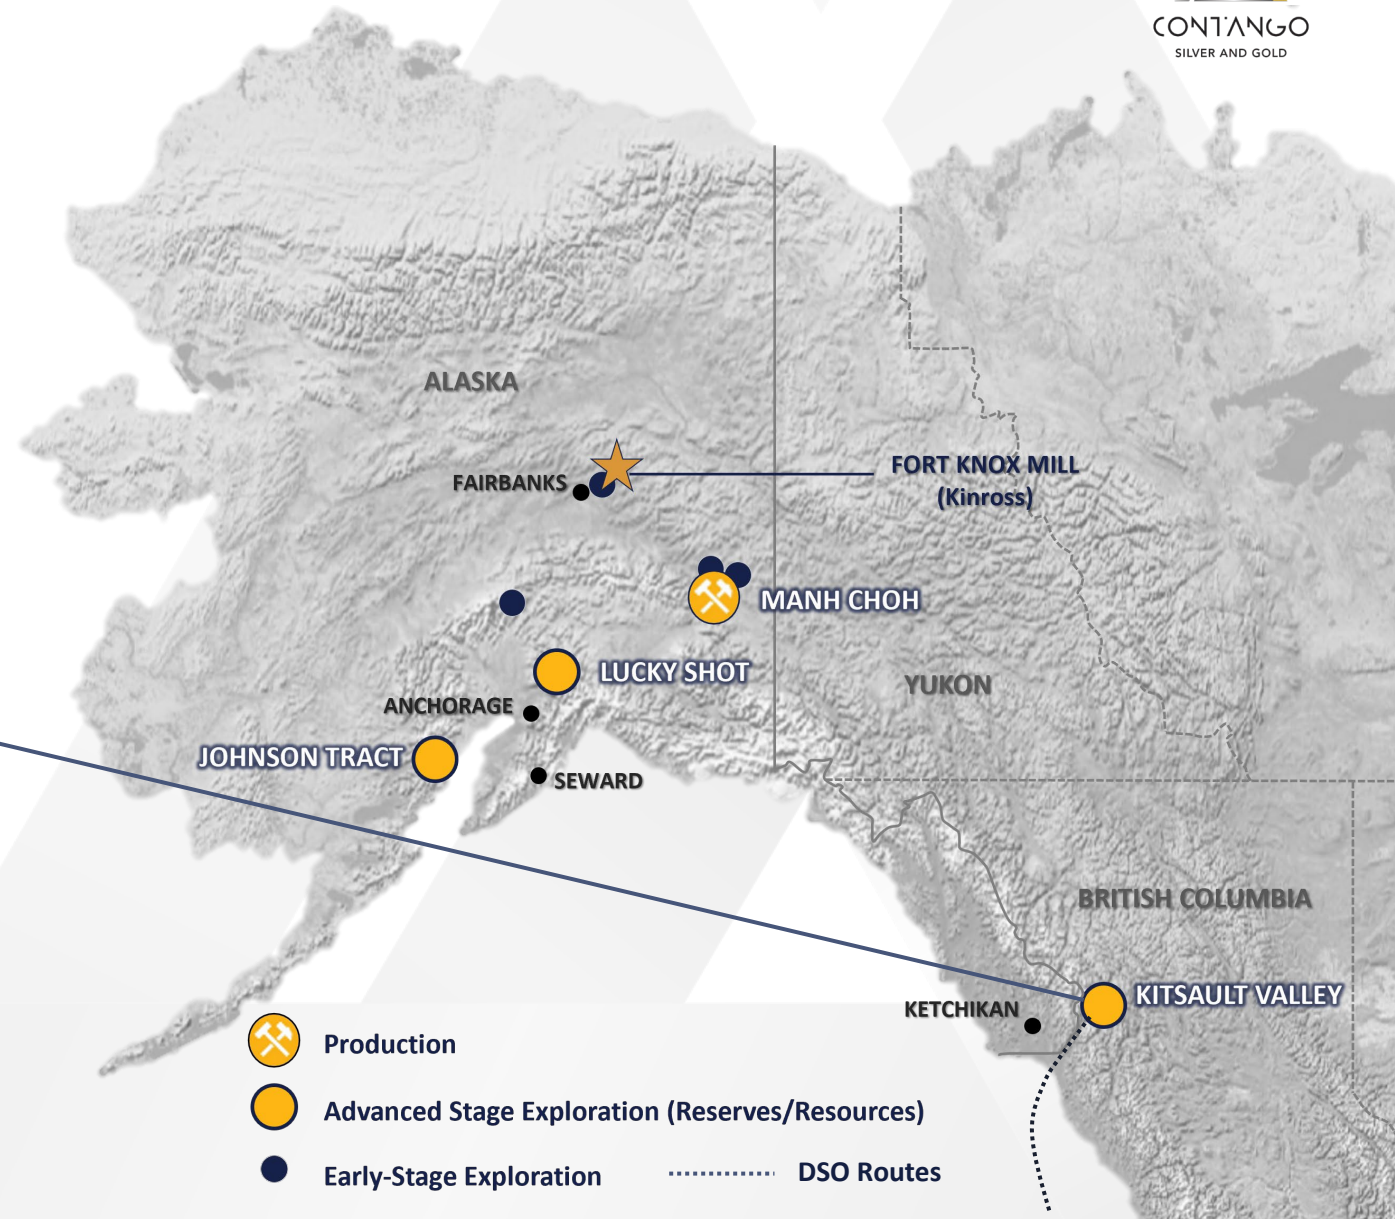 CONTANGO
SILVER AND GOLD
ALASKA
FAIRBANKS
FORT KNOX MILL
(Kinross)
MANH CHOH
LUCKY SHOT
YUKON
ANCHORAGE
JOHNSON TRACT
SEWARD
BRITISH COLUMBIA
KITSAULT VALLEY
KETCHIKAN
Production
Advanced Stage Exploration (Reserves/Resources)
Early-Stage Exploration
DSO Routes